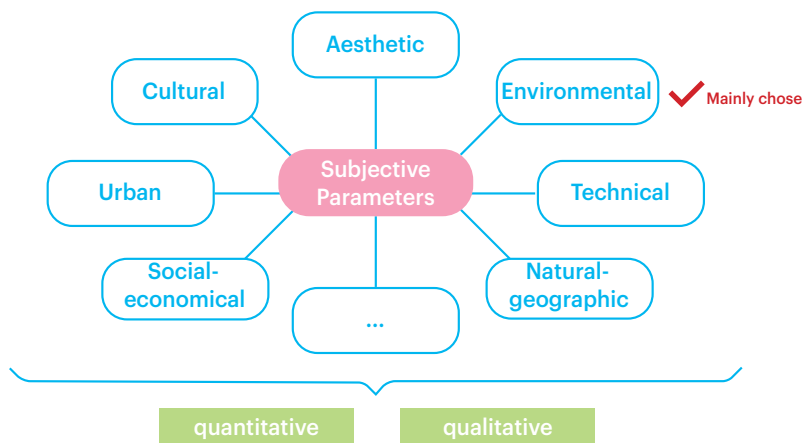 Aesthetic
Cultural
Environmental
Mainly chose
Subjective
Parameters
Urban
Technical
Social-
economical
Natural-
geographic
...
quantitative
qualitative